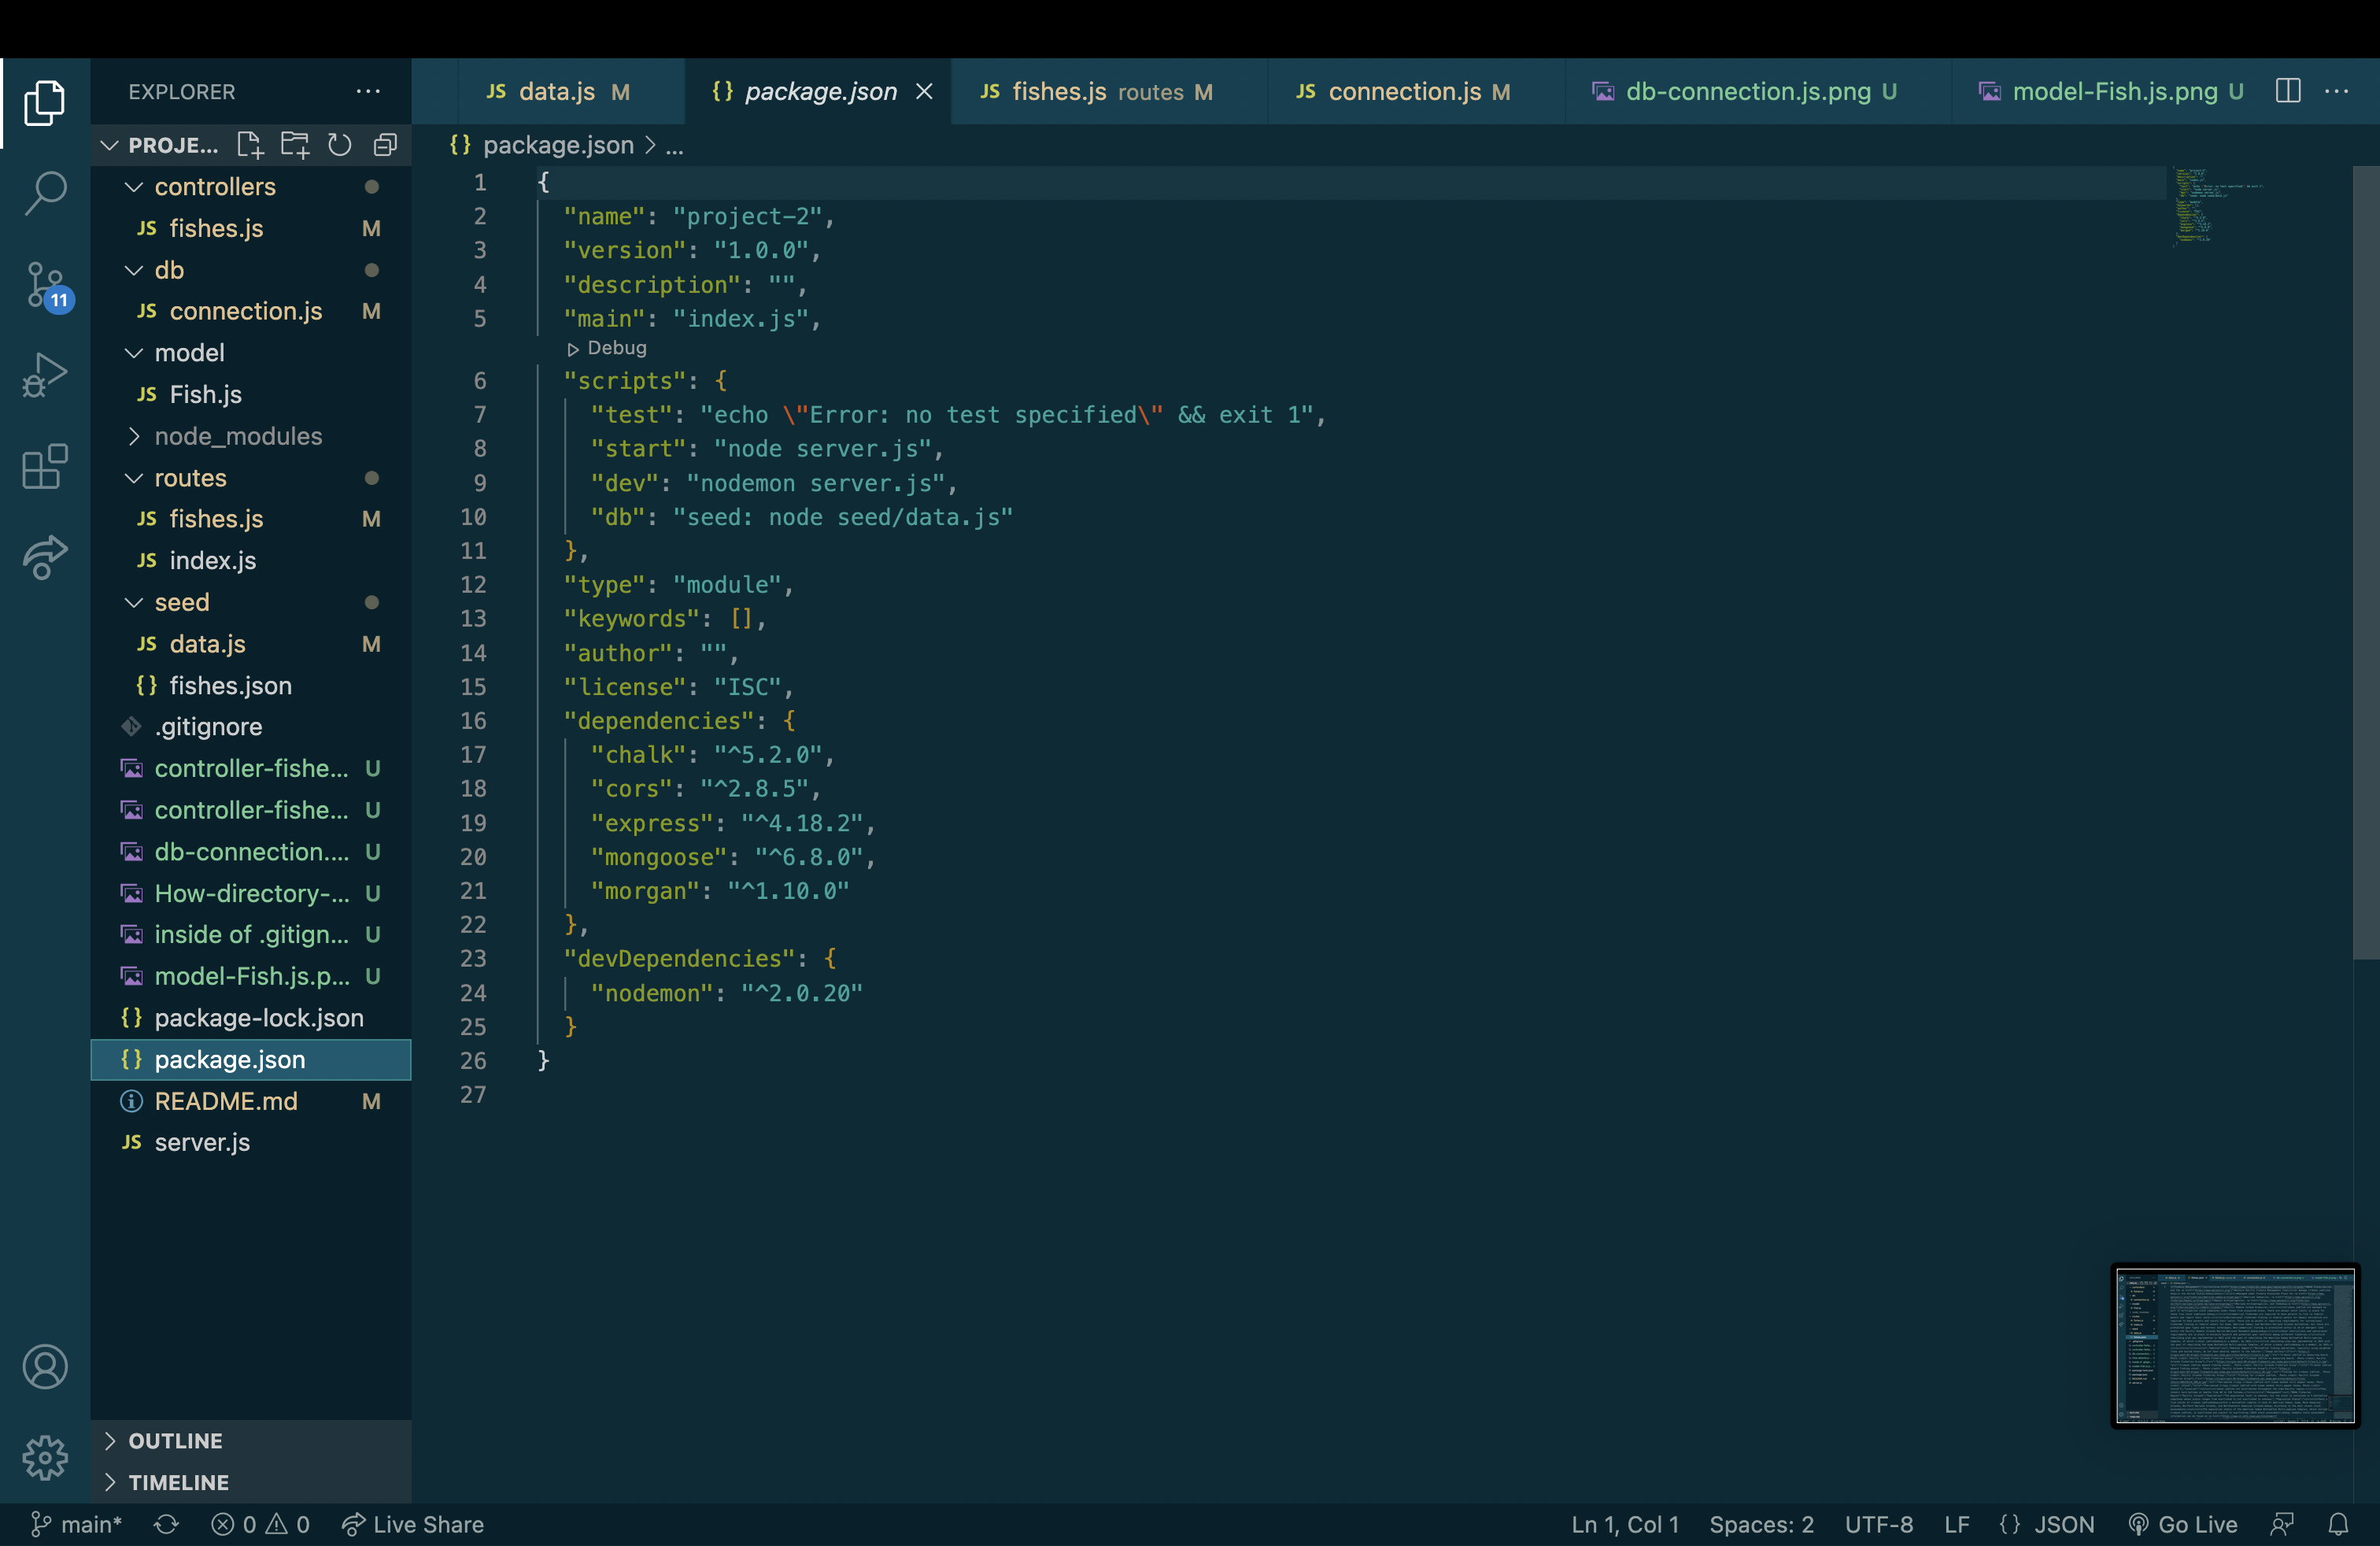 EXPLORER
PROJE...
controllers
JS fishes.js M
db
JS connection.js M
model
JS Fish.js
node_modules
routes
JS fishes.js M
JS index.js
seed
JS data.js M
{} fishes.json
.gitignore
controller-fishe... U
controller-fishe... U
db-connection.... U
How-directory-... U
inside of .gitign... U
model-Fish.js.p... U
{} package-lock.json
{} package.json
README.md M
JS server.js
OUTLINE
TIMELINE
11
JS data.js M
{} package.json
JS fishes.js routes M
JS connection.js M
db-connection.js.png U
model-Fish.js.png U
{} package.json > ...
1 {
2 "name": "project-2",
3 "version": "1.0.0",
4 "description": "",
5 "main": "index.js",
Debug
6 "scripts": {
7 "test": "echo \"Error: no test specified\" && exit 1",
8 "start": "node server.js",
9 "dev": "nodemon server.js",
10 "db": "seed: node seed/data.js"
11 },
12 "type": "module",
13 "keywords": [],
14 "author": "",
15 "license": "ISC",
16 "dependencies": {
17 "chalk": "^5.2.0",
18 "cors": "^2.8.5",
19 "express": "^4.18.2",
20 "mongoose": "^6.8.0",
21 "morgan": "^1.10.0"
22 },
23 "devDependencies": {
24 "nodemon": "^2.0.20"
25 }
26 }
27
main* 0 0 Live Share
Ln 1, Col 1 Spaces: 2 UTF-8 LF {} JSON Go Live